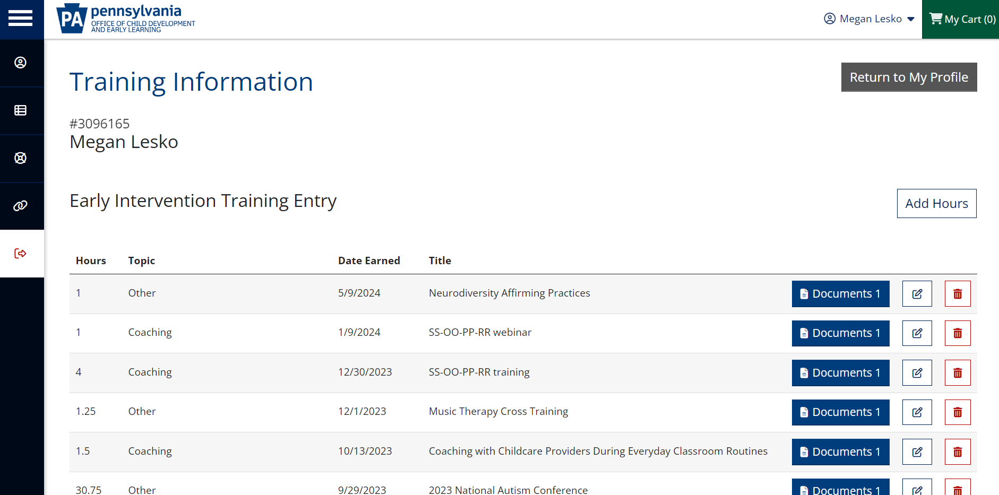 PA pennsylvania
OFFICE OF CHILD DEVELOPMENT
AND EARLY LEARNING
Megan Lesko
My Cart (0)
Training Information
Return to My Profile
#3096165
Megan Lesko
Early Intervention Training Entry
Add Hours
Hours Topic Date Earned Title
1 Other 5/9/2024 Neurodiversity Affirming Practices Documents 1
1 Coaching 1/9/2024 SS-OO-PP-RR webinar Documents 1
4 Coaching 12/30/2023 SS-OO-PP-RR training Documents 1
1.25 Other 12/1/2023 Music Therapy Cross Training Documents 1
1.5 Coaching 10/13/2023 Coaching with Childcare Providers During Everyday Classroom Routines Documents 1
30.75 Other 9/29/2023 2023 National Autism Conference Documents 1